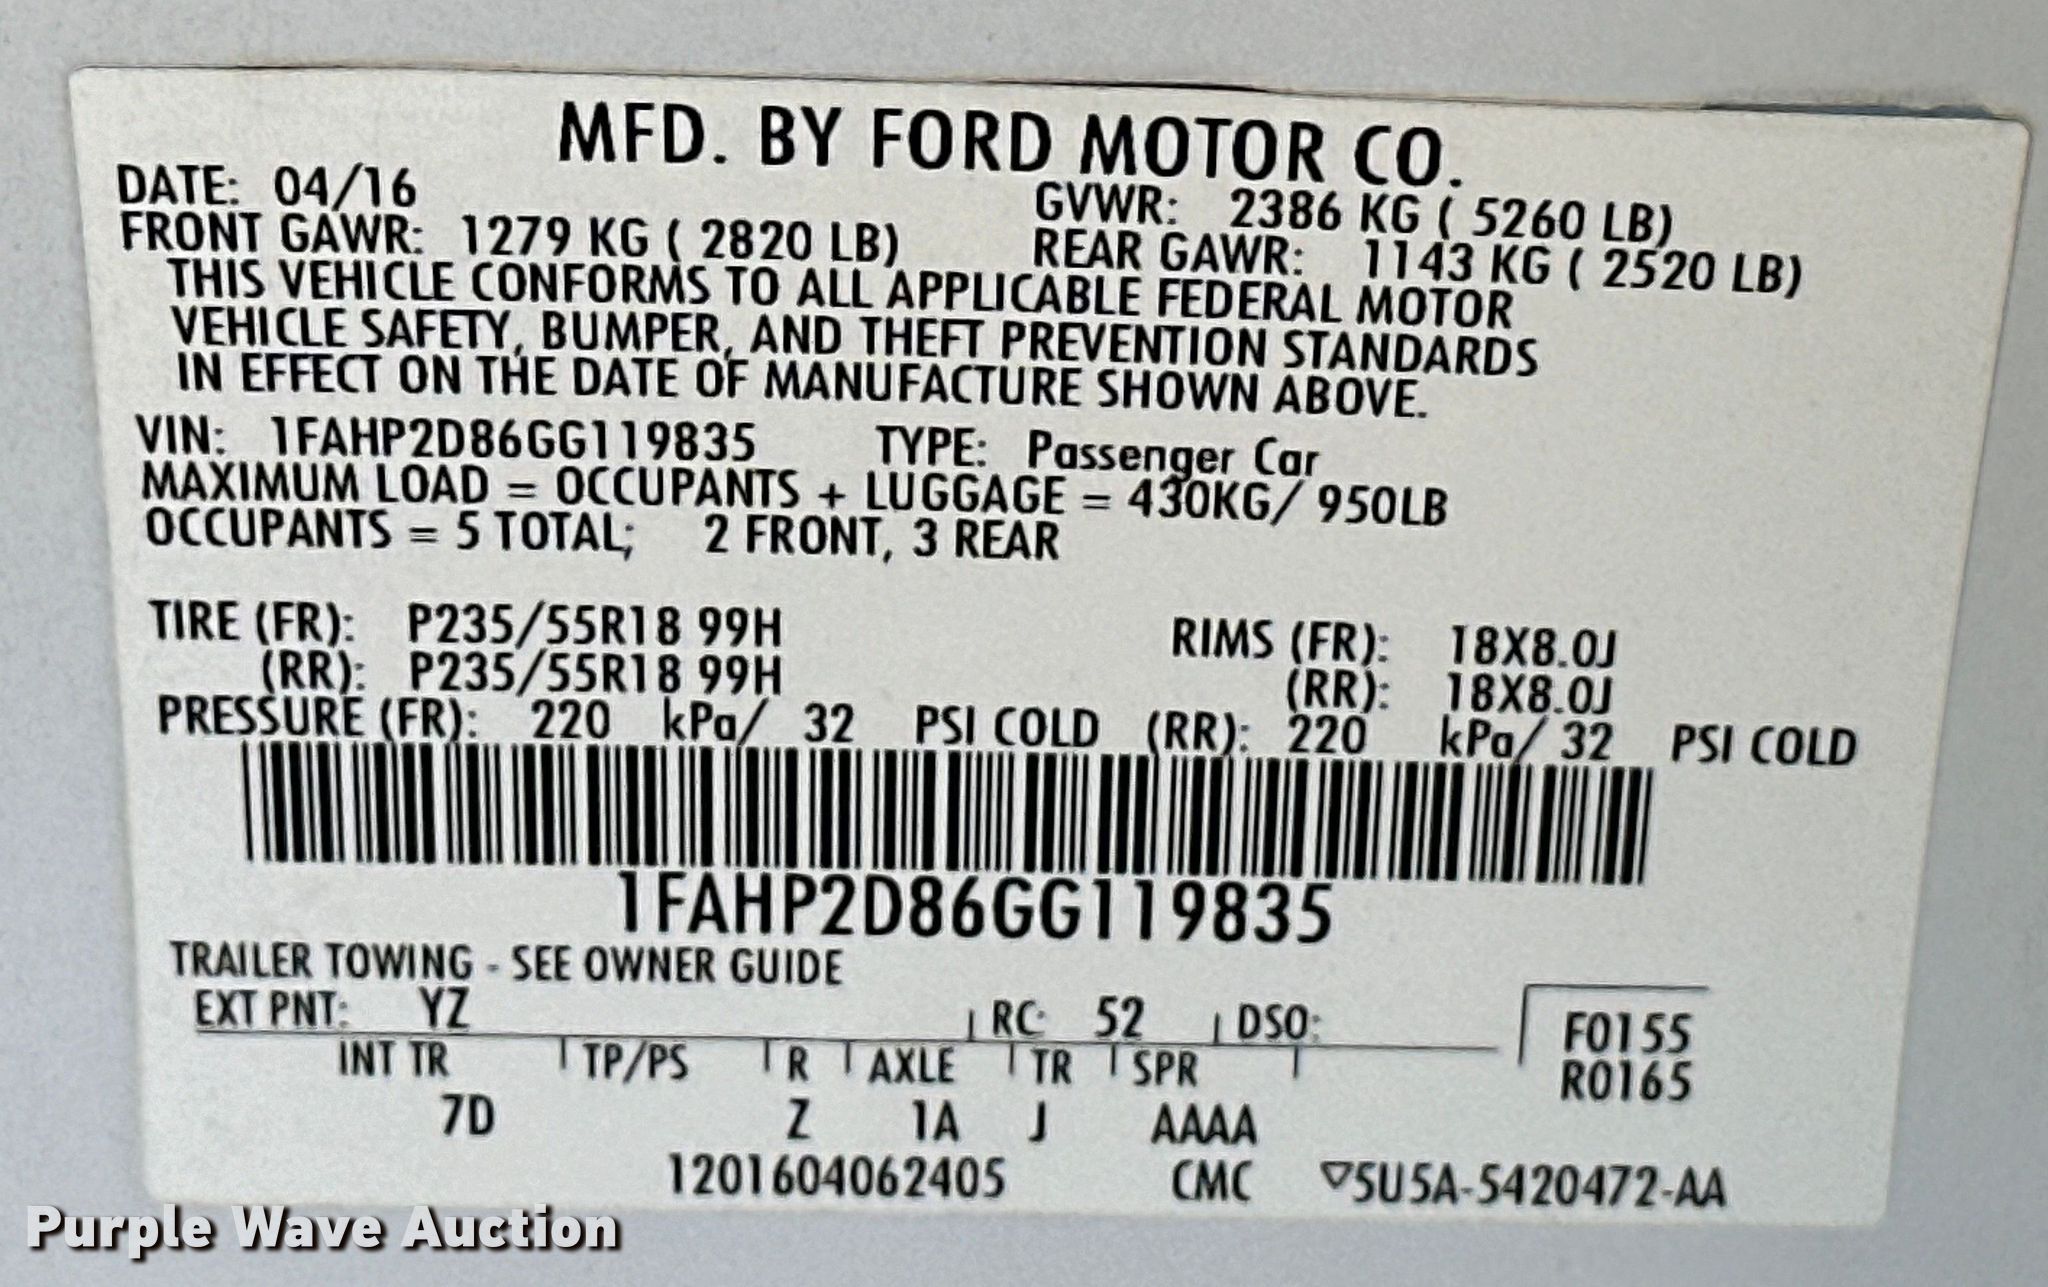 MFD. BY FORD MOTOR CO.
DATE: 04/16 GVWR: 2386 KG ( 5260 LB)
FRONT GAWR: 1279 KG ( 2820 LB) REAR GAWR: 1143 KG ( 2520 LB)
THIS VEHICLE CONFORMS TO ALL APPLICABLE FEDERAL MOTOR
VEHICLE SAFETY, BUMPER, AND THEFT PREVENTION STANDARDS
IN EFFECT ON THE DATE OF MANUFACTURE SHOWN ABOVE.
VIN: 1FAHP2D86GG119835 TYPE: Passenger Car
MAXIMUM LOAD = OCCUPANTS + LUGGAGE = 430KG/ 950LB
OCCUPANTS = 5 TOTAL; 2 FRONT, 3 REAR
TIRE (FR): P235/55R18 99H RIMS (FR): 18X8.0J
(RR): P235/55R18 99H (RR): 18X8.0J
PRESSURE (FR): 220 kPa/ 32 PSI COLD (RR): 220 kPa/ 32 PSI COLD
1FAHP2D86GG119835
TRAILER TOWING - SEE OWNER GUIDE
EXT PNT: YZ RC: 52 DSO: F0155
INT TR TP/PS R AXLE TR SPR R0165
7D Z 1A J AAAA
1201604062405 CMC ▽5U5A-5420472-AA
Purple Wave Auction